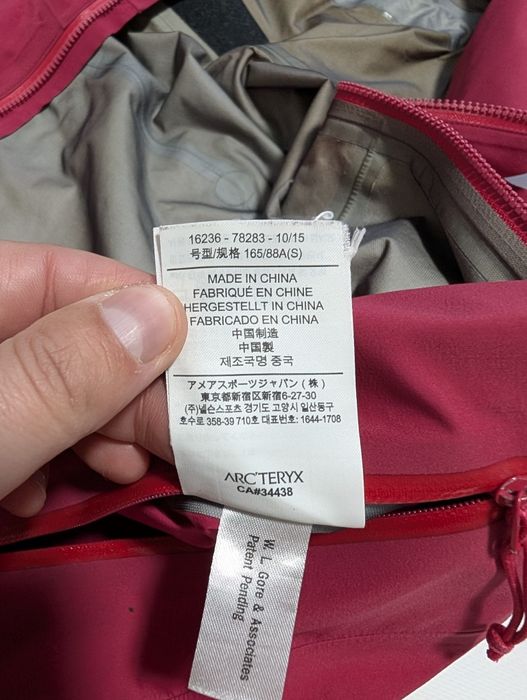 16236 - 78283 - 10/15
号型/规格 165/88A(S)
MADE IN CHINA
FABRIQUÉ EN CHINE
HERGESTELLT IN CHINA
FABRICADO EN CHINA
中国制造
中国製
제조국명 중국
アメアスポーツジャパン (株)
東京都新宿区新宿6-27-30
(주)넬슨스포츠 경기도 고양시 일산동구
호수로 358-39 710호 대표번호: 1644-1708
ARC'TERYX
CA#34438
W. L. Gore & Associates
Patent Pending